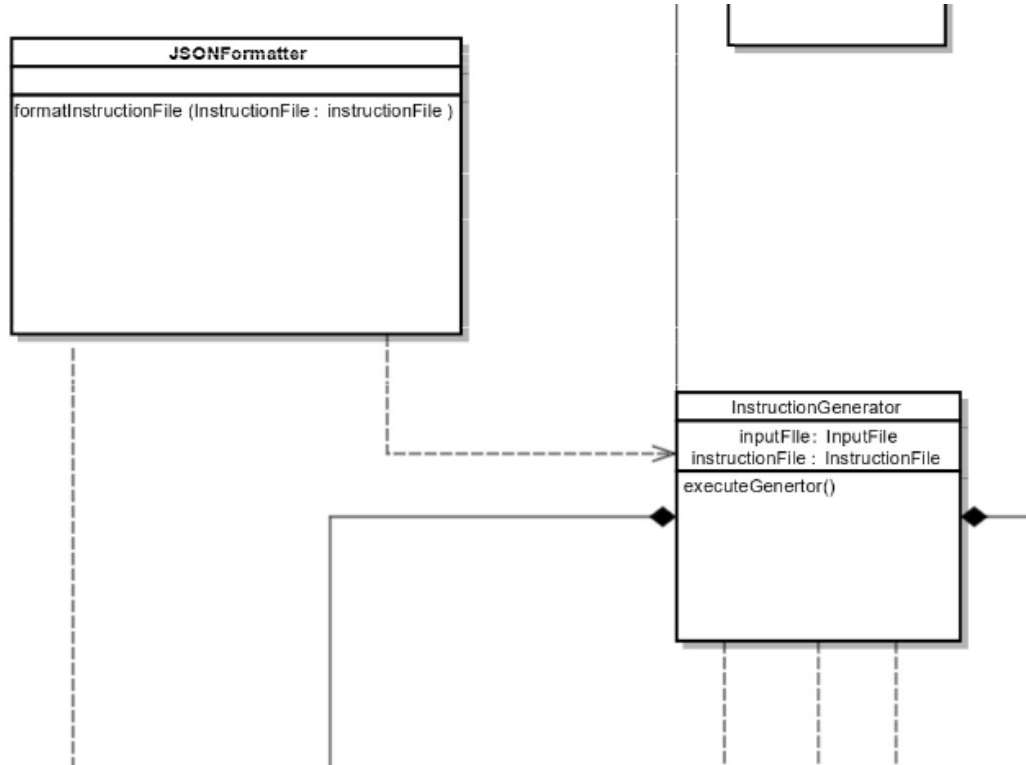 JSONFormatter
formatInstructionFile (InstructionFile : instructionFile )
InstructionGenerator
inputFIle : InputFile
instructionFile : InstructionFile
executeGenertor()